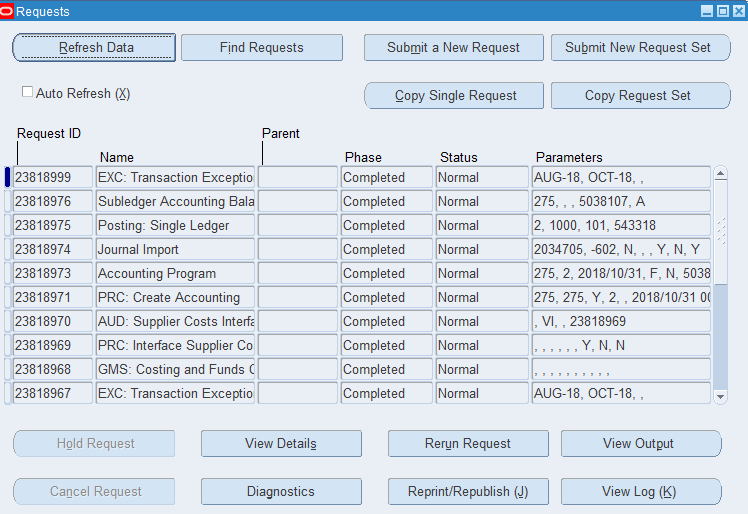 Requests
Refresh Data Find Requests Submit a New Request Submit New Request Set
Auto Refresh (X) Copy Single Request Copy Request Set
Request ID Parent
Name Phase Status Parameters
23818999 EXC: Transaction Exceptio Completed Normal AUG-18, OCT-18, ,
23818976 Subledger Accounting Bala Completed Normal 275, , , 5038107, A
23818975 Posting: Single Ledger Completed Normal 2, 1000, 101, 543318
23818974 Journal Import Completed Normal 2034705, -602, N, , , Y, N, Y
23818973 Accounting Program Completed Normal 275, 2, 2018/10/31, F, N, 5038
23818971 PRC: Create Accounting Completed Normal 275, 275, Y, 2, , 2018/10/31 00
23818970 AUD: Supplier Costs Interfa Completed Normal , VI, , 23818969
23818969 PRC: Interface Supplier Co Completed Normal , , , , , , Y, N, N
23818968 GMS: Costing and Funds C Completed Normal , , , , , , , , , ,
23818967 EXC: Transaction Exceptio Completed Normal AUG-18, OCT-18, ,
Hold Request View Details Rerun Request View Output
Cancel Request Diagnostics Reprint/Republish (J) View Log (K)